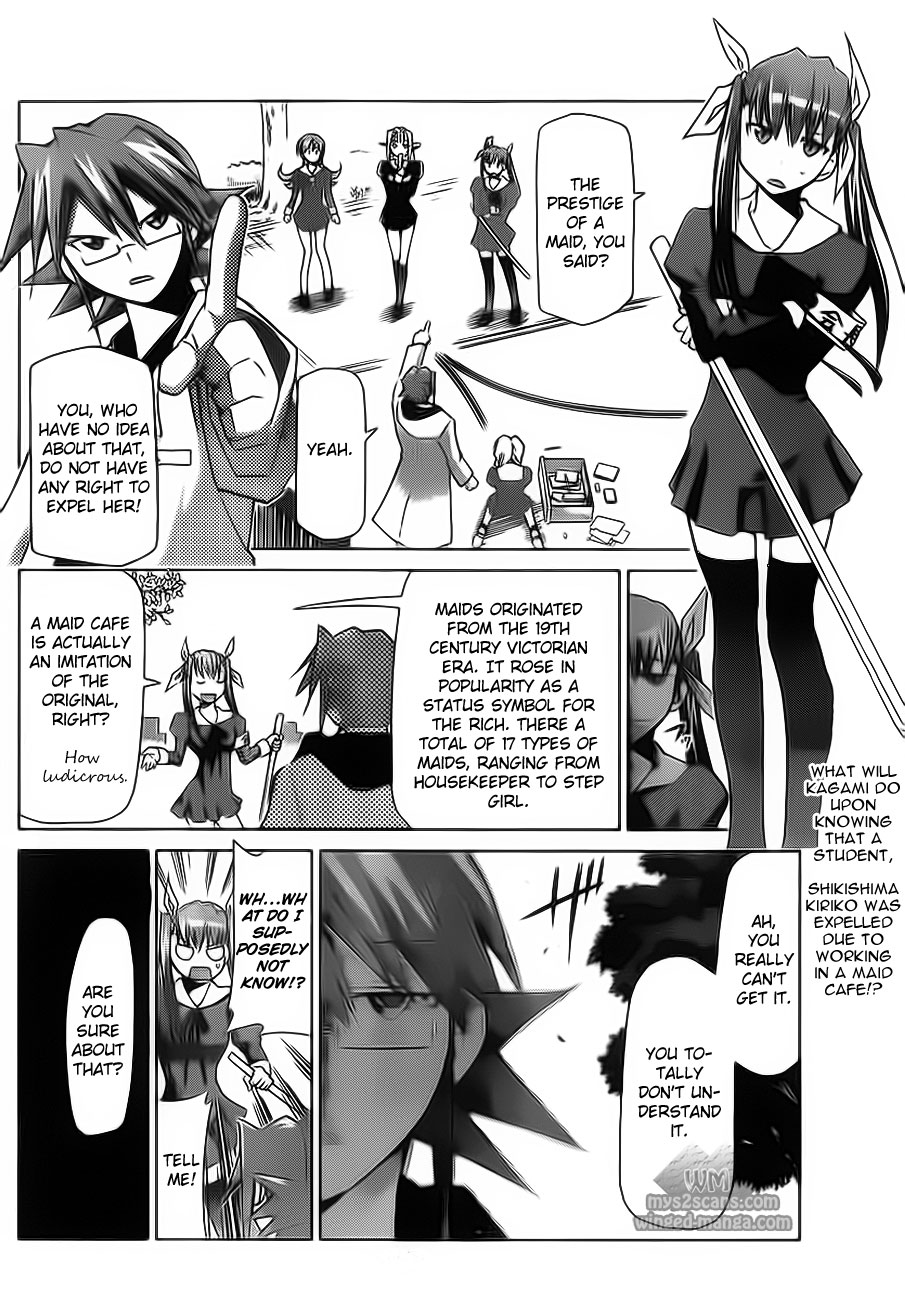 THE
PRESTIGE
OF A
MAID, YOU
SAID?
YEAH.
YOU, WHO
HAVE NO IDEA
ABOUT THAT,
DO NOT HAVE
ANY RIGHT TO
EXPEL HER!
MAIDS ORIGINATED
FROM THE 19TH
CENTURY VICTORIAN
ERA. IT ROSE IN
POPULARITY AS A
STATUS SYMBOL FOR
THE RICH. THERE
A TOTAL OF 17 TYPES OF
MAIDS, RANGING FROM
HOUSEKEEPER TO STEP
GIRL.
A MAID CAFE
IS ACTUALLY
AN IMITATION
OF THE
ORIGINAL,
RIGHT?
How
ludicrous.
WHAT WILL
KAGAMI DO
UPON
KNOWING
THAT A
STUDENT,
SHIKISHIMA
KIRIKO WAS
EXPELLED
DUE TO
WORKING
IN A MAID
CAFE!?
AH,
YOU
REALLY
CAN'T
GET IT.
YOU TO-
TALLY
DON'T UN-
DERSTAND
IT.
WH...WH
AT DO I
SUP-
POSEDLY
NOT
KNOW!?
TELL
ME!
ARE
YOU
SURE
ABOUT
THAT?
WM
mys2scans.com
winged-manga.com